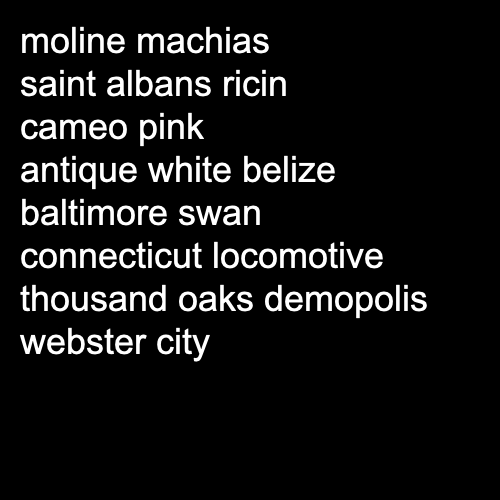 moline machias
saint albans ricin
cameo pink
antique white belize
baltimore swan
connecticut locomotive
thousand oaks demopolis
webster city